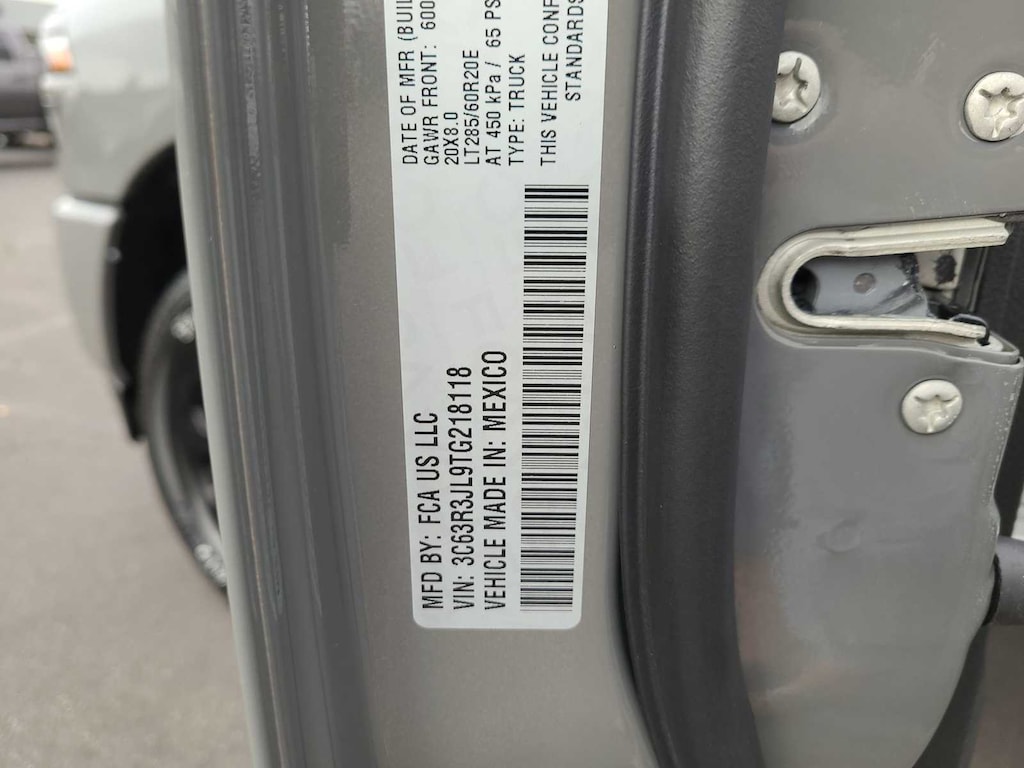 MFD BY: FCA US LLC
VIN: 3C63R3JL9TG218118
VEHICLE MADE IN: MEXICO
DATE OF MFR (BUIL
GAWR FRONT: 600
20X8.0
LT285/60R20E
AT 450 kPa / 65 PS
TYPE: TRUCK
THIS VEHICLE CONF
STANDARDS